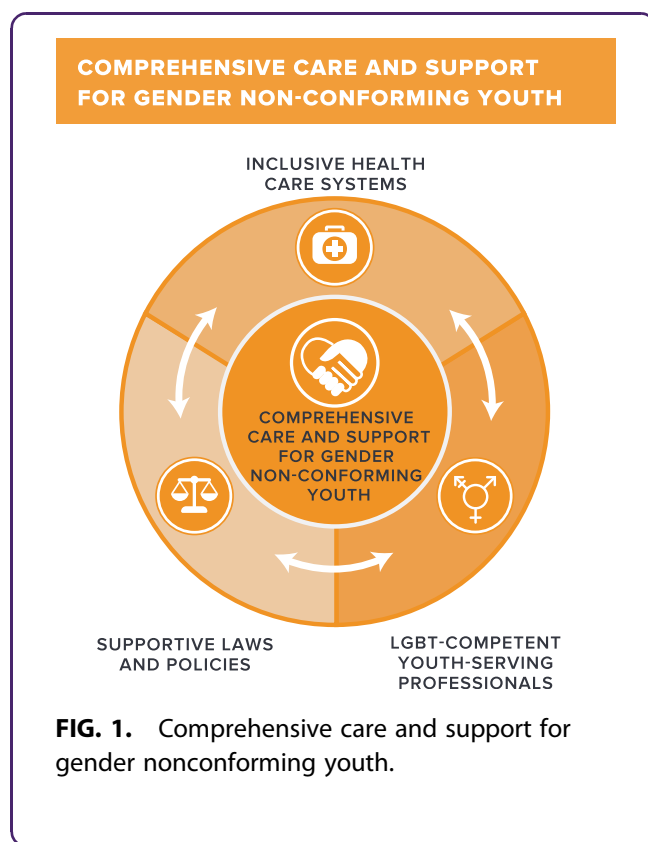 COMPREHENSIVE CARE AND SUPPORT
FOR GENDER NON-CONFORMING YOUTH
INCLUSIVE HEALTH
CARE SYSTEMS
COMPREHENSIVE
CARE AND SUPPORT
FOR GENDER
NON-CONFORMING
YOUTH
SUPPORTIVE LAWS
AND POLICIES
LGBT-COMPETENT
YOUTH-SERVING
PROFESSIONALS
FIG. 1. Comprehensive care and support for
gender nonconforming youth.